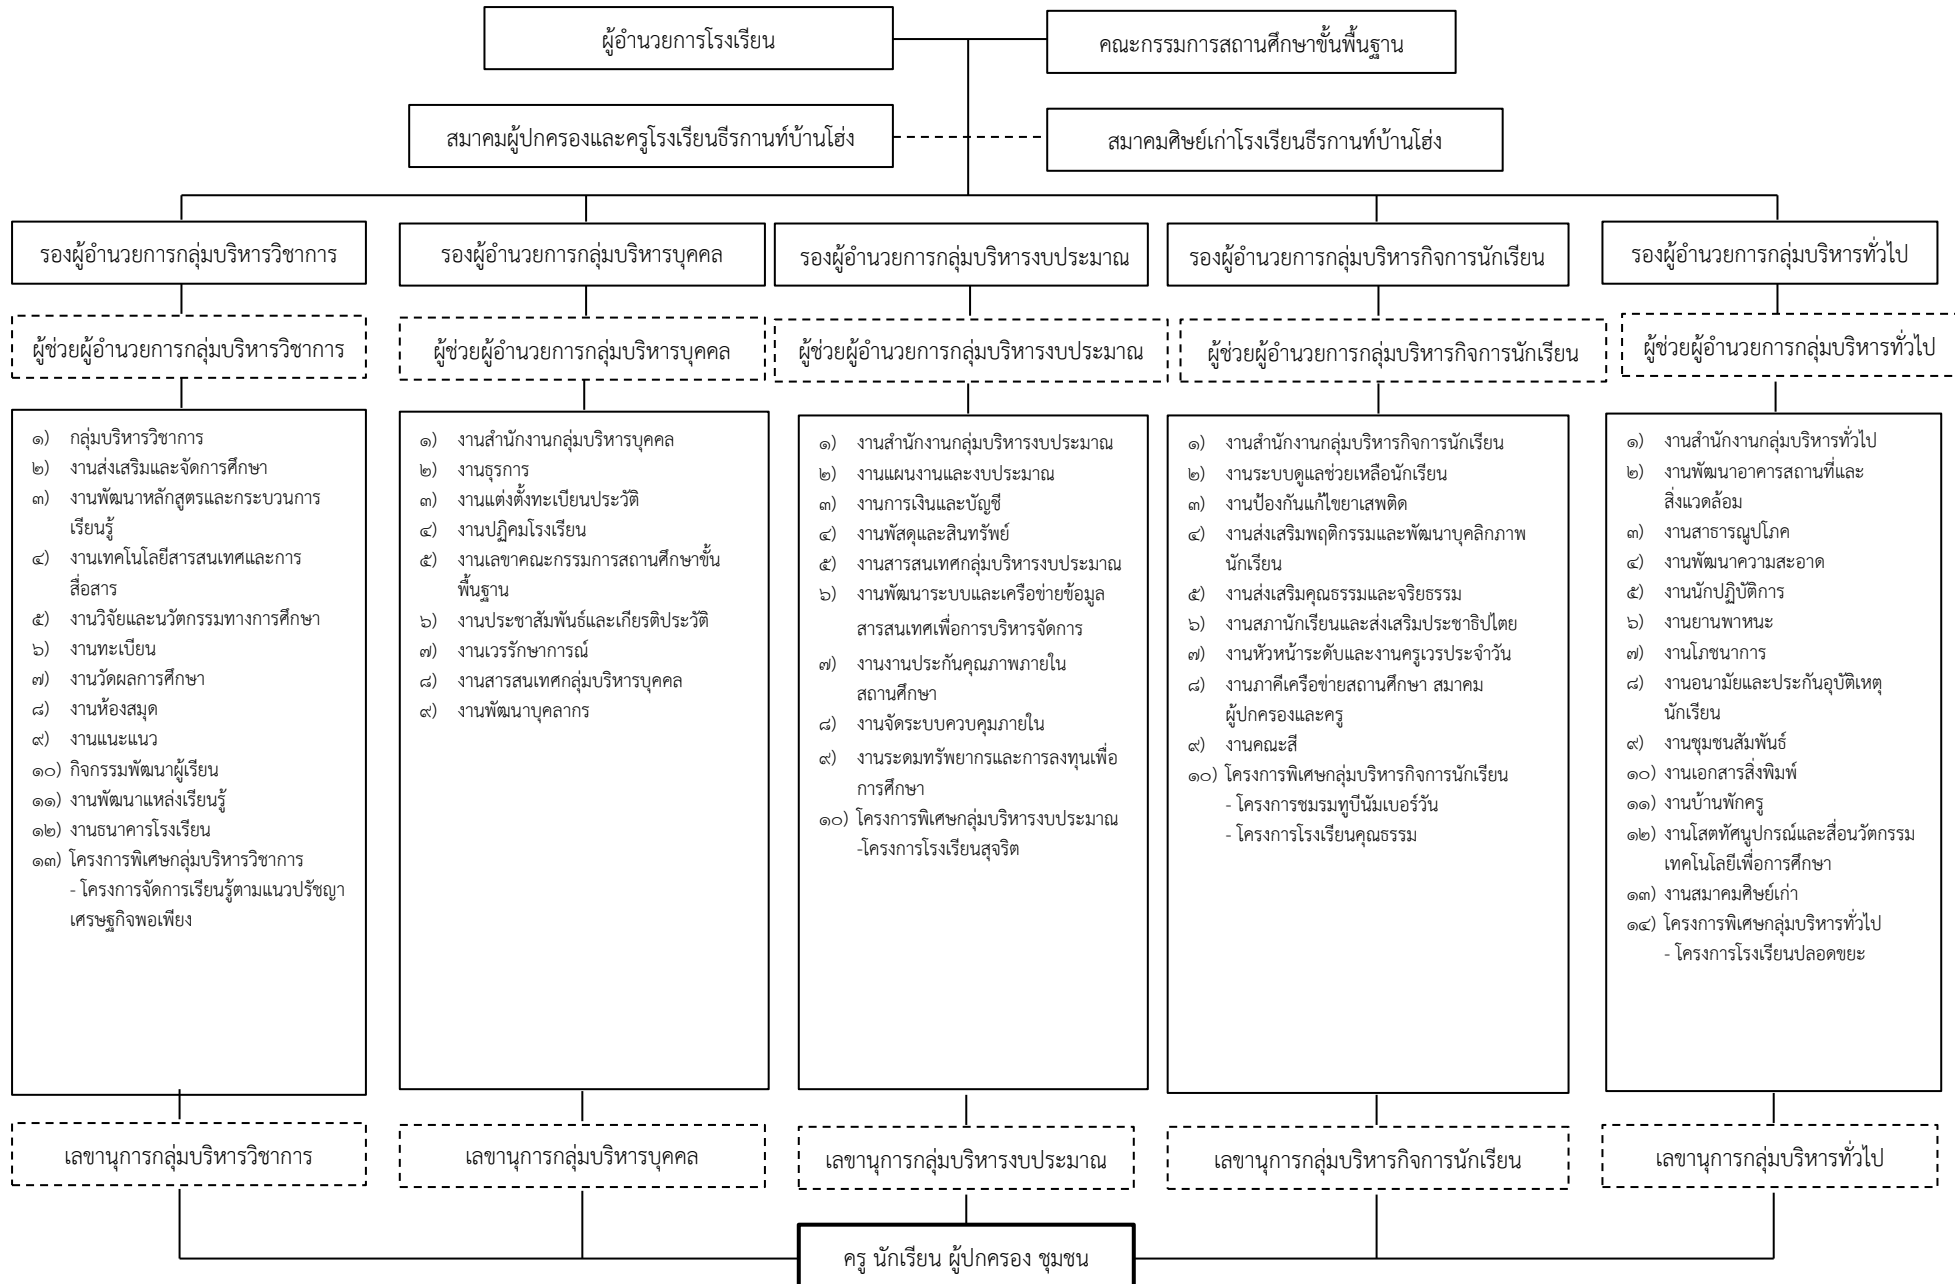 ผู้อำนวยการโรงเรียน
คณะกรรมการสถานศึกษาขั้นพื้นฐาน
สมาคมผู้ปกครองและครูโรงเรียนธีรกานท์บ้านโฮ่ง
สมาคมศิษย์เก่าโรงเรียนธีรกานท์บ้านโฮ่ง
รองผู้อำนวยการกลุ่มบริหารวิชาการ
รองผู้อำนวยการกลุ่มบริหารบุคคล
รองผู้อำนวยการกลุ่มบริหารงบประมาณ
รองผู้อำนวยการกลุ่มบริหารกิจการนักเรียน
รองผู้อำนวยการกลุ่มบริหารทั่วไป
ผู้ช่วยผู้อำนวยการกลุ่มบริหารวิชาการ
ผู้ช่วยผู้อำนวยการกลุ่มบริหารบุคคล
ผู้ช่วยผู้อำนวยการกลุ่มบริหารงบประมาณ
ผู้ช่วยผู้อำนวยการกลุ่มบริหารกิจการนักเรียน
ผู้ช่วยผู้อำนวยการกลุ่มบริหารทั่วไป
๑) กลุ่มบริหารวิชาการ
๒) งานส่งเสริมและจัดการศึกษา
๓) งานพัฒนาหลักสูตรและกระบวนการ
เรียนรู้
๔) งานเทคโนโลยีสารสนเทศและการ
สื่อสาร
๕) งานวิจัยและนวัตกรรมทางการศึกษา
๖) งานทะเบียน
๗) งานวัดผลการศึกษา
๘) งานห้องสมุด
๙) งานแนะแนว
๑๐) กิจกรรมพัฒนาผู้เรียน
๑๑) งานพัฒนาแหล่งเรียนรู้
๑๒) งานธนาคารโรงเรียน
๑๓) โครงการพิเศษกลุ่มบริหารวิชาการ
- โครงการจัดการเรียนรู้ตามแนวปรัชญา
เศรษฐกิจพอเพียง
๑) งานสำนักงานกลุ่มบริหารบุคคล
๒) งานธุรการ
๓) งานแต่งตั้งทะเบียนประวัติ
๔) งานปฏิคมโรงเรียน
๕) งานเลขาคณะกรรมการสถานศึกษาขั้น
พื้นฐาน
๖) งานประชาสัมพันธ์และเกียรติประวัติ
๗) งานเวรรักษาการณ์
๘) งานสารสนเทศกลุ่มบริหารบุคคล
๙) งานพัฒนาบุคลากร
๑) งานสำนักงานกลุ่มบริหารงบประมาณ
๒) งานแผนงานและงบประมาณ
๓) งานการเงินและบัญชี
๔) งานพัสดุและสินทรัพย์
๕) งานสารสนเทศกลุ่มบริหารงบประมาณ
๖) งานพัฒนาระบบและเครือข่ายข้อมูล
สารสนเทศเพื่อการบริหารจัดการ
๗) งานงานประกันคุณภาพภายใน
สถานศึกษา
๘) งานจัดระบบควบคุมภายใน
๙) งานระดมทรัพยากรและการลงทุนเพื่อ
การศึกษา
๑๐) โครงการพิเศษกลุ่มบริหารงบประมาณ
-โครงการโรงเรียนสุจริต
๑) งานสำนักงานกลุ่มบริหารกิจการนักเรียน
๒) งานระบบดูแลช่วยเหลือนักเรียน
๓) งานป้องกันแก้ไขยาเสพติด
๔) งานส่งเสริมพฤติกรรมและพัฒนาบุคลิกภาพ
นักเรียน
๕) งานส่งเสริมคุณธรรมและจริยธรรม
๖) งานสภานักเรียนและส่งเสริมประชาธิปไตย
๗) งานหัวหน้าระดับและงานครูเวรประจำวัน
๘) งานภาคีเครือข่ายสถานศึกษา สมาคม
ผู้ปกครองและครู
๙) งานคณะสี
๑๐) โครงการพิเศษกลุ่มบริหารกิจการนักเรียน
- โครงการชมรมทูบีนัมเบอร์วัน
- โครงการโรงเรียนคุณธรรม
๑) งานสำนักงานกลุ่มบริหารทั่วไป
๒) งานพัฒนาอาคารสถานที่และ
สิ่งแวดล้อม
๓) งานสาธารณูปโภค
๔) งานพัฒนาความสะอาด
๕) งานนักปฏิบัติการ
๖) งานยานพาหนะ
๗) งานโภชนาการ
๘) งานอนามัยและประกันอุบัติเหตุ
นักเรียน
๙) งานชุมชนสัมพันธ์
๑๐) งานเอกสารสิ่งพิมพ์
๑๑) งานบ้านพักครู
๑๒) งานโสตทัศนูปกรณ์และสื่อนวัตกรรม
เทคโนโลยีเพื่อการศึกษา
๑๓) งานสมาคมศิษย์เก่า
๑๔) โครงการพิเศษกลุ่มบริหารทั่วไป
- โครงการโรงเรียนปลอดขยะ
เลขานุการกลุ่มบริหารวิชาการ
เลขานุการกลุ่มบริหารบุคคล
เลขานุการกลุ่มบริหารงบประมาณ
เลขานุการกลุ่มบริหารกิจการนักเรียน
เลขานุการกลุ่มบริหารทั่วไป
ครู นักเรียน ผู้ปกครอง ชุมชน